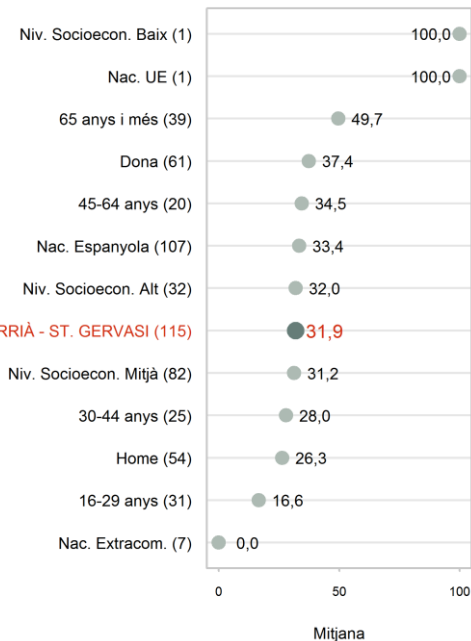 Niv. Socioecon. Baix (1) 100,0
Nac. UE (1) 100,0
65 anys i més (39) 49,7
Dona (61) 37,4
45-64 anys (20) 34,5
Nac. Espanyola (107) 33,4
Niv. Socioecon. Alt (32) 32,0
RRIÀ - ST. GERVASI (115) 31,9
Niv. Socioecon. Mitjà (82) 31,2
30-44 anys (25) 28,0
Home (54) 26,3
16-29 anys (31) 16,6
Nac. Extracom. (7) 0,0
0 50 100
Mitjana